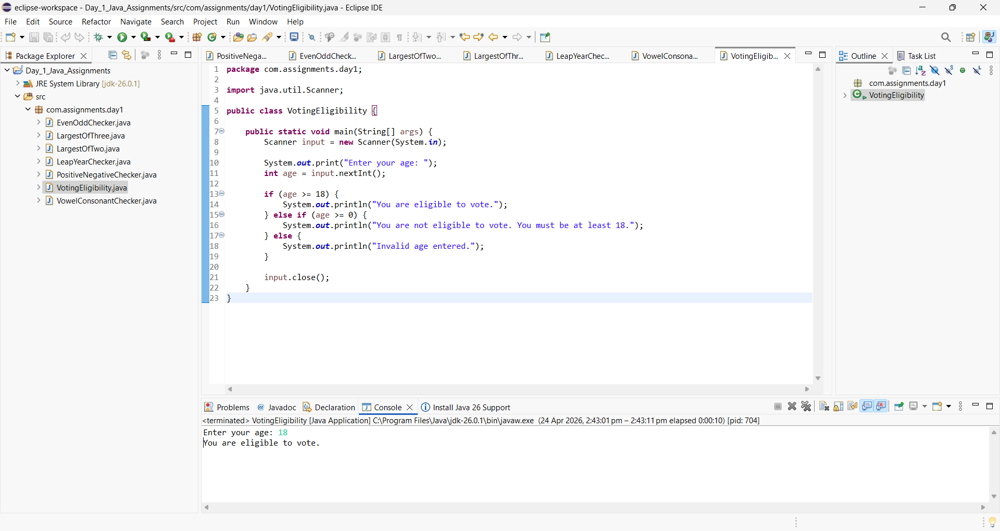 eclipse-workspace - Day_1_Java_Assignments/src/com/assignments/day1/VotingEligibility.java - Eclipse IDE
File Edit Source Refactor Navigate Search Project Run Window Help
Package Explorer
Day_1_Java_Assignments
JRE System Library [jdk-26.0.1]
src
com.assignments.day1
EvenOddChecker.java
LargestOfThree.java
LargestOfTwo.java
LeapYearChecker.java
PositiveNegativeChecker.java
VotingEligibility.java
VowelConsonantChecker.java
PositiveNega... EvenOddCheck... LargestOfTwo... LargestOfThr... LeapYearChec... VowelConsona... VotingEligib...
1 package com.assignments.day1;
2
3 import java.util.Scanner;
4
5 public class VotingEligibility {
6
7 public static void main(String[] args) {
8 Scanner input = new Scanner(System.in);
9
10 System.out.print("Enter your age: ");
11 int age = input.nextInt();
12
13 if (age >= 18) {
14 System.out.println("You are eligible to vote.");
15 } else if (age >= 0) {
16 System.out.println("You are not eligible to vote. You must be at least 18.");
17 } else {
18 System.out.println("Invalid age entered.");
19 }
20
21 input.close();
22 }
23 }
Outline Task List
com.assignments.day1
VotingEligibility
Problems Javadoc Declaration Console Install Java 26 Support
<terminated> VotingEligibility [Java Application] C:\Program Files\Java\jdk-26.0.1\bin\javaw.exe (24 Apr 2026, 2:43:01 pm – 2:43:11 pm elapsed 0:00:10) [pid: 704]
Enter your age: 18
You are eligible to vote.